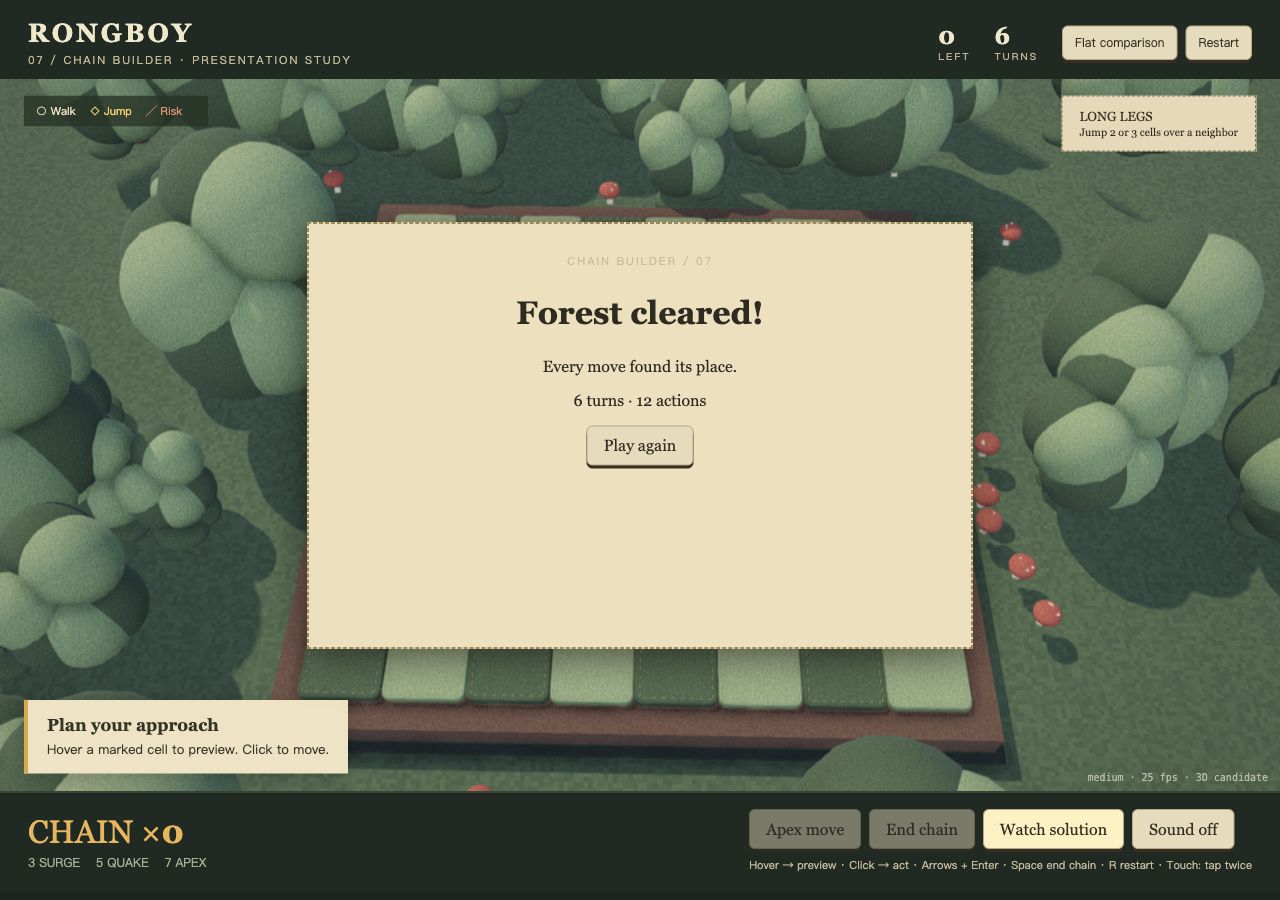 RONGBOY
07 / CHAIN BUILDER · PRESENTATION STUDY
0 LEFT
6 TURNS
Flat comparison
Restart
Walk
Jump
Risk
LONG LEGS
Jump 2 or 3 cells over a neighbor
CHAIN BUILDER / 07
Forest cleared!
Every move found its place.
6 turns · 12 actions
Play again
Plan your approach
Hover a marked cell to preview. Click to move.
medium · 25 fps · 3D candidate
CHAIN ×0
3 SURGE 5 QUAKE 7 APEX
Apex move
End chain
Watch solution
Sound off
Hover → preview · Click → act · Arrows + Enter · Space end chain · R restart · Touch: tap twice